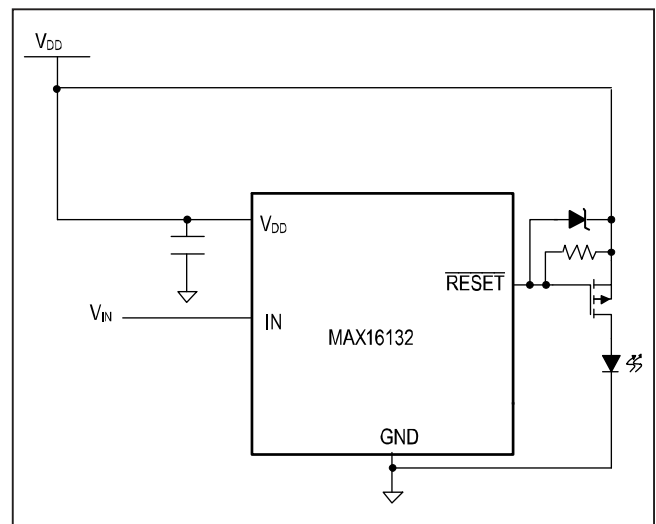 VDD
VDD
RESET
VIN
IN
MAX16132
GND